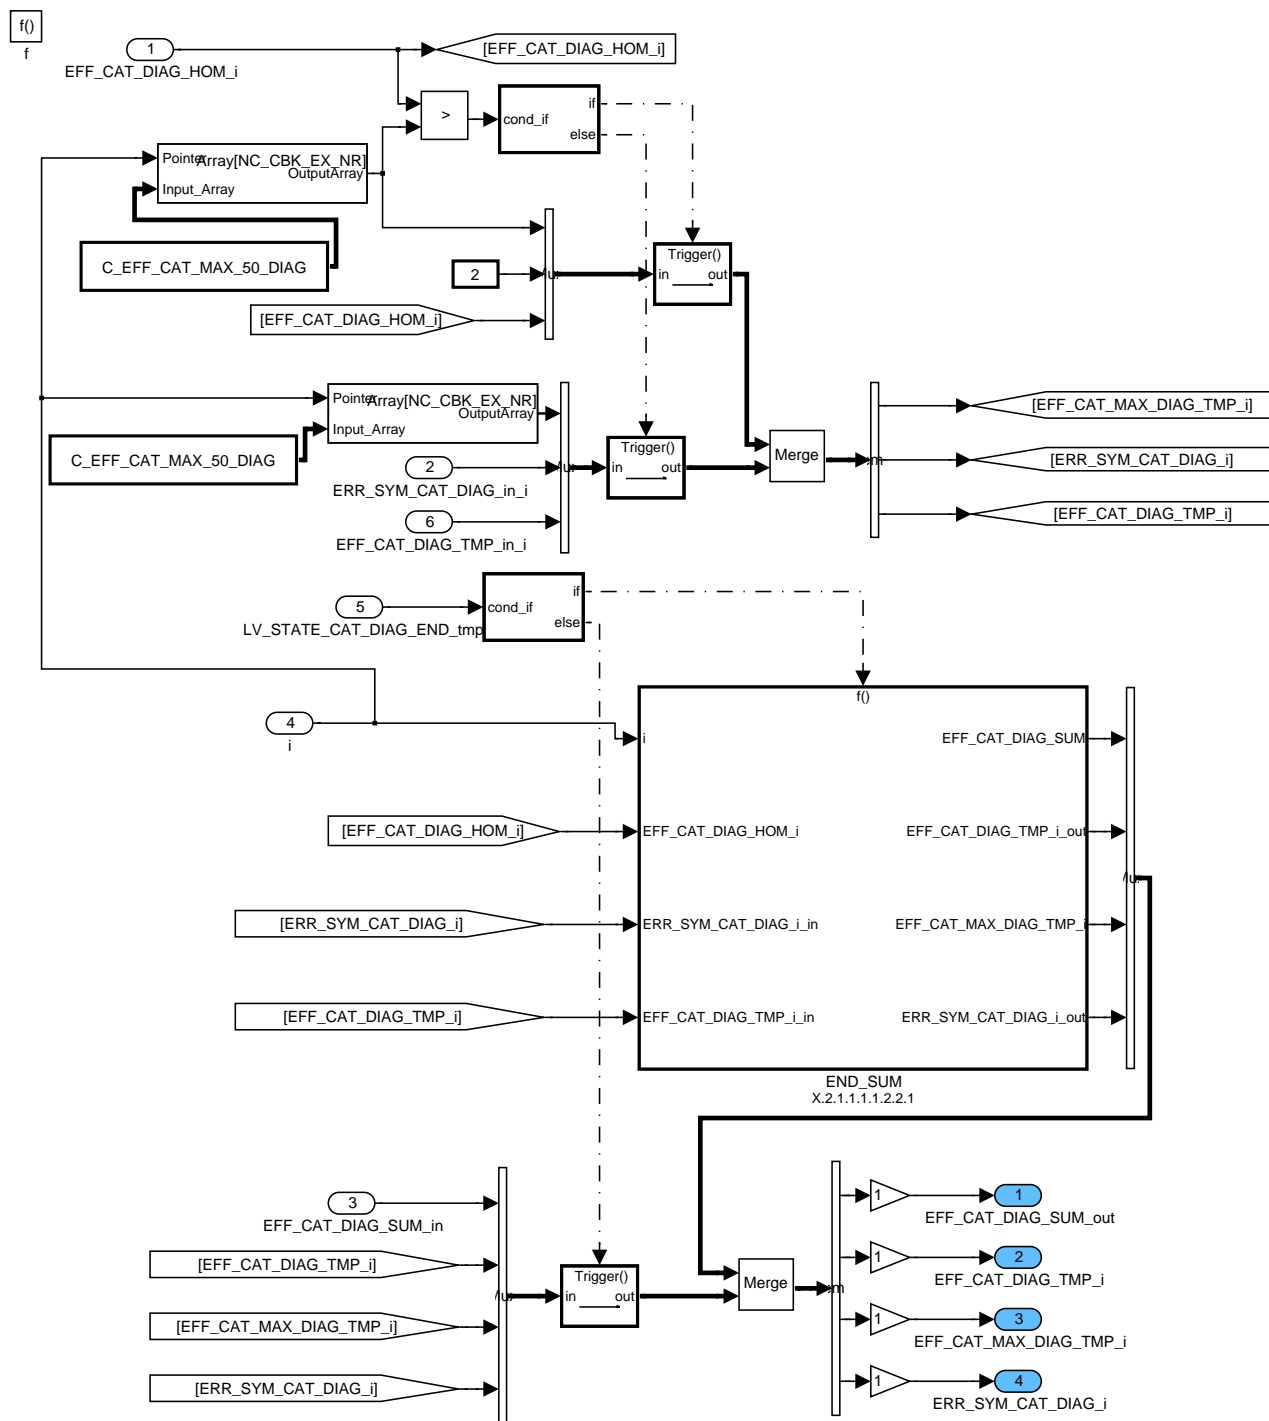 f()
f
1
EFF_CAT_DIAG_HOM_i
[EFF_CAT_DIAG_HOM_i]
>
cond_if
if
else
Pointer
Array[NC_CBK_EX_NR]
OutputArray
Input_Array
C_EFF_CAT_MAX_50_DIAG
2
[EFF_CAT_DIAG_HOM_i]
Trigger()
in
out
Pointer
Array[NC_CBK_EX_NR]
OutputArray
Input_Array
C_EFF_CAT_MAX_50_DIAG
2
ERR_SYM_CAT_DIAG_in_i
6
EFF_CAT_DIAG_TMP_in_i
Trigger()
in
out
Merge
[EFF_CAT_MAX_DIAG_TMP_i]
[ERR_SYM_CAT_DIAG_i]
[EFF_CAT_DIAG_TMP_i]
5
LV_STATE_CAT_DIAG_END_tmp
cond_if
if
else
4
i
f()
i
EFF_CAT_DIAG_SUM
[EFF_CAT_DIAG_HOM_i]
EFF_CAT_DIAG_HOM_i
EFF_CAT_DIAG_TMP_i_out
[ERR_SYM_CAT_DIAG_i]
ERR_SYM_CAT_DIAG_i_in
EFF_CAT_MAX_DIAG_TMP_i
[EFF_CAT_DIAG_TMP_i]
EFF_CAT_DIAG_TMP_i_in
ERR_SYM_CAT_DIAG_i_out
END_SUM
X.2.1.1.1.1.2.2.1
3
EFF_CAT_DIAG_SUM_in
[EFF_CAT_DIAG_TMP_i]
[EFF_CAT_MAX_DIAG_TMP_i]
[ERR_SYM_CAT_DIAG_i]
Trigger()
in
out
Merge
1
1
EFF_CAT_DIAG_SUM_out
1
2
EFF_CAT_DIAG_TMP_i
1
3
EFF_CAT_MAX_DIAG_TMP_i
1
4
ERR_SYM_CAT_DIAG_i